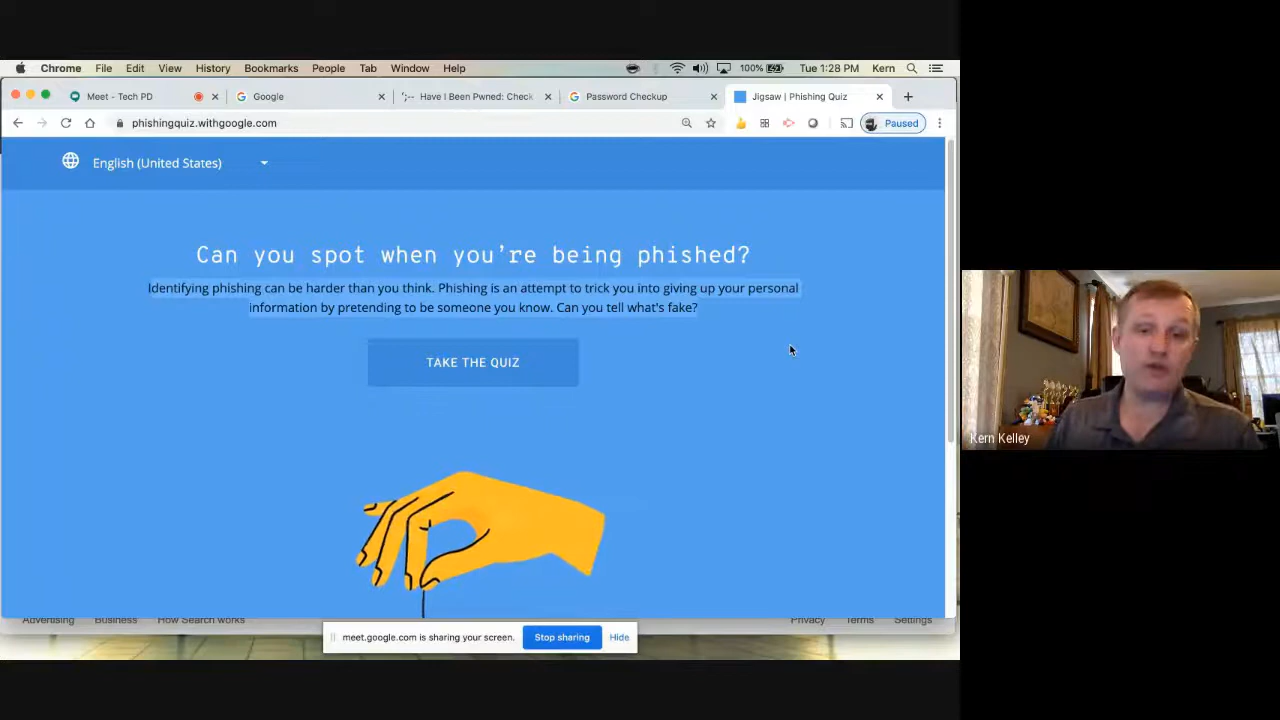 Chrome File Edit View History Bookmarks People Tab Window Help 100% Tue 1:28 PM Kern
Meet - Tech PD Google Have I Been Pwned: Check Password Checkup Jigsaw | Phishing Quiz
phishingquiz.withgoogle.com Paused
English (United States)
Can you spot when you're being phished?
Identifying phishing can be harder than you think. Phishing is an attempt to trick you into giving up your personal
information by pretending to be someone you know. Can you tell what's fake?
TAKE THE QUIZ
Kern Kelley
Advertising Business How Search works Privacy Terms Settings
meet.google.com is sharing your screen. Stop sharing Hide